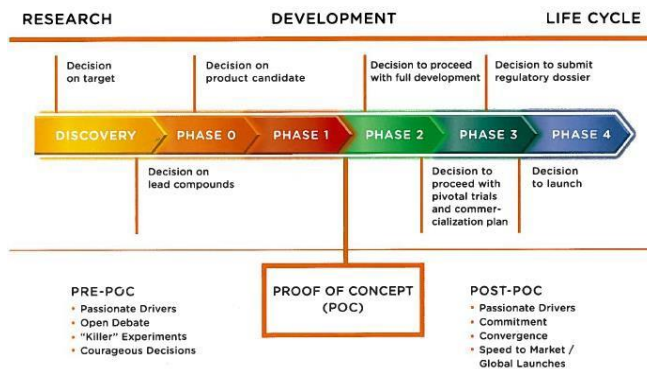 RESEARCH
DEVELOPMENT
LIFE CYCLE
Decision
on target
Decision on
product candidate
Decision to proceed
with full development
Decision to submit
regulatory dossier
DISCOVERY
PHASE 0
PHASE 1
PHASE 2
PHASE 3
PHASE 4
Decision on
lead compounds
Decision to
proceed with
pivotal trials
and commer-
cialization plan
Decision
to launch
PROOF OF CONCEPT
(POC)
PRE-POC
• Passionate Drivers
• Open Debate
• "Killer" Experiments
• Courageous Decisions
POST-POC
• Passionate Drivers
• Commitment
• Convergence
• Speed to Market /
Global Launches